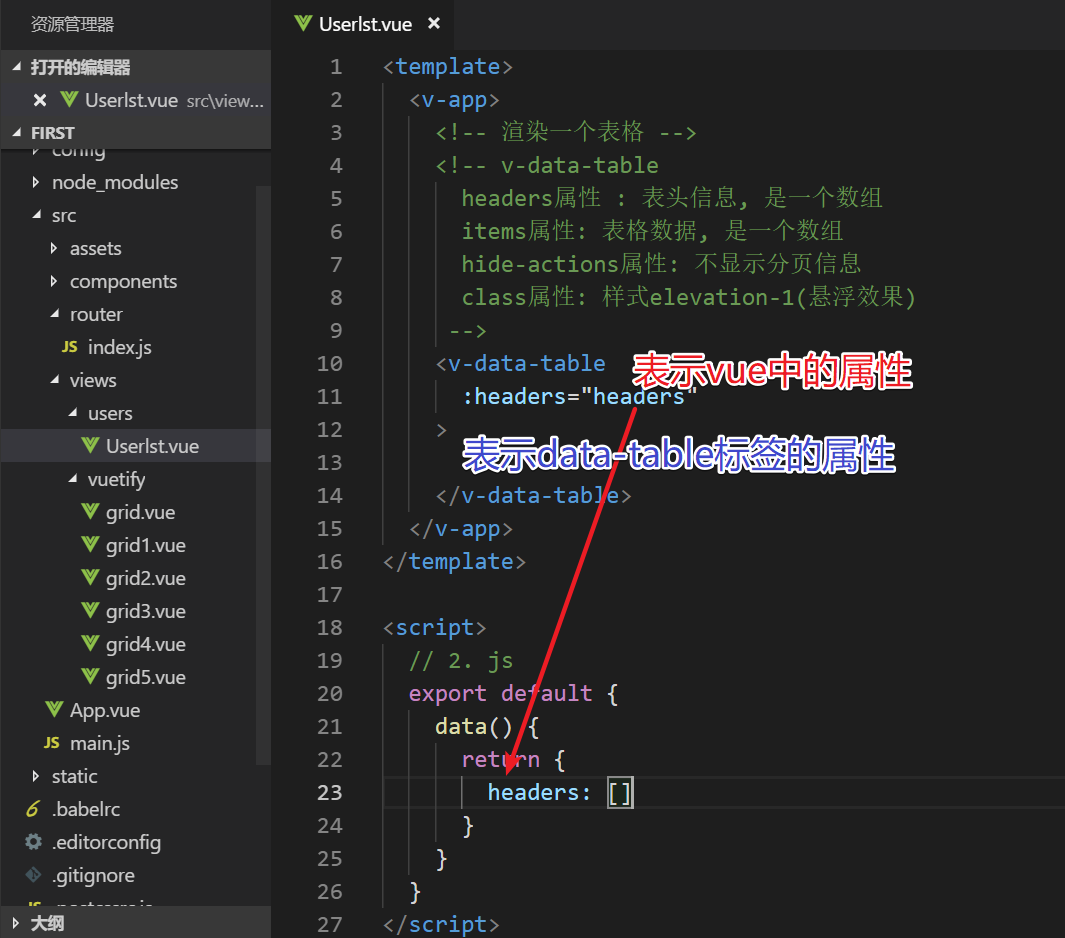 资源管理器
打开的编辑器
Userlst.vue src\view...
FIRST
config
node_modules
src
assets
components
router
JS index.js
views
users
Userlst.vue
vuetify
grid.vue
grid1.vue
grid2.vue
grid3.vue
grid4.vue
grid5.vue
App.vue
JS main.js
static
6 .babelrc
.editorconfig
.gitignore
JS .postcssrc.js
大纲
Userlst.vue
1 <template>
2 <v-app>
3 <!-- 渲染一个表格 -->
4 <!-- v-data-table
5 headers属性 : 表头信息, 是一个数组
6 items属性: 表格数据, 是一个数组
7 hide-actions属性: 不显示分页信息
8 class属性: 样式elevation-1(悬浮效果)
9 -->
10 <v-data-table
表示vue中的属性
11 :headers="headers"
12 >
13
表示data-table标签的属性
14 </v-data-table>
15 </v-app>
16 </template>
17
18 <script>
19 // 2. js
20 export default {
21 data() {
22 return {
23 headers: []
24 }
25 }
26 }
27 </script>